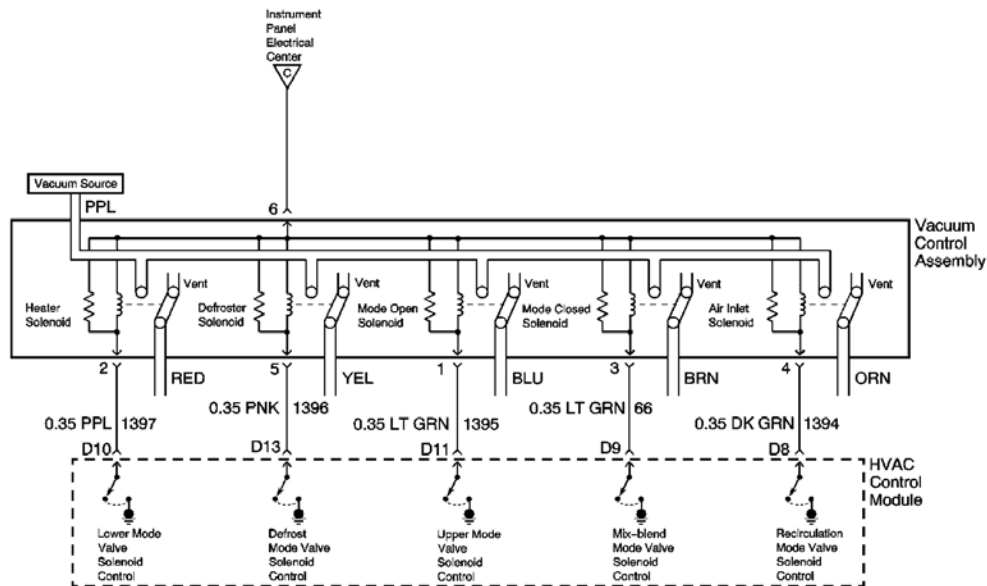 Instrument
Panel
Electrical
Center
C
Vacuum Source
PPL
6
Vacuum
Control
Assembly
Vent
Vent
Vent
Vent
Vent
Heater
Solenoid
Defroster
Solenoid
Mode Open
Solenoid
Mode Closed
Solenoid
Air Inlet
Solenoid
2
RED
5
YEL
1
BLU
3
BRN
4
ORN
0.35 PPL 1397
0.35 PNK 1396
0.35 LT GRN 1395
0.35 LT GRN 66
0.35 DK GRN 1394
D10
D13
D11
D9
D8
HVAC
Control
Module
Lower Mode
Valve
Solenoid
Control
Defrost
Mode Valve
Solenoid
Control
Upper Mode
Valve
Solenoid
Control
Mix-blend
Mode Valve
Solenoid
Control
Recirculation
Mode Valve
Solenoid
Control